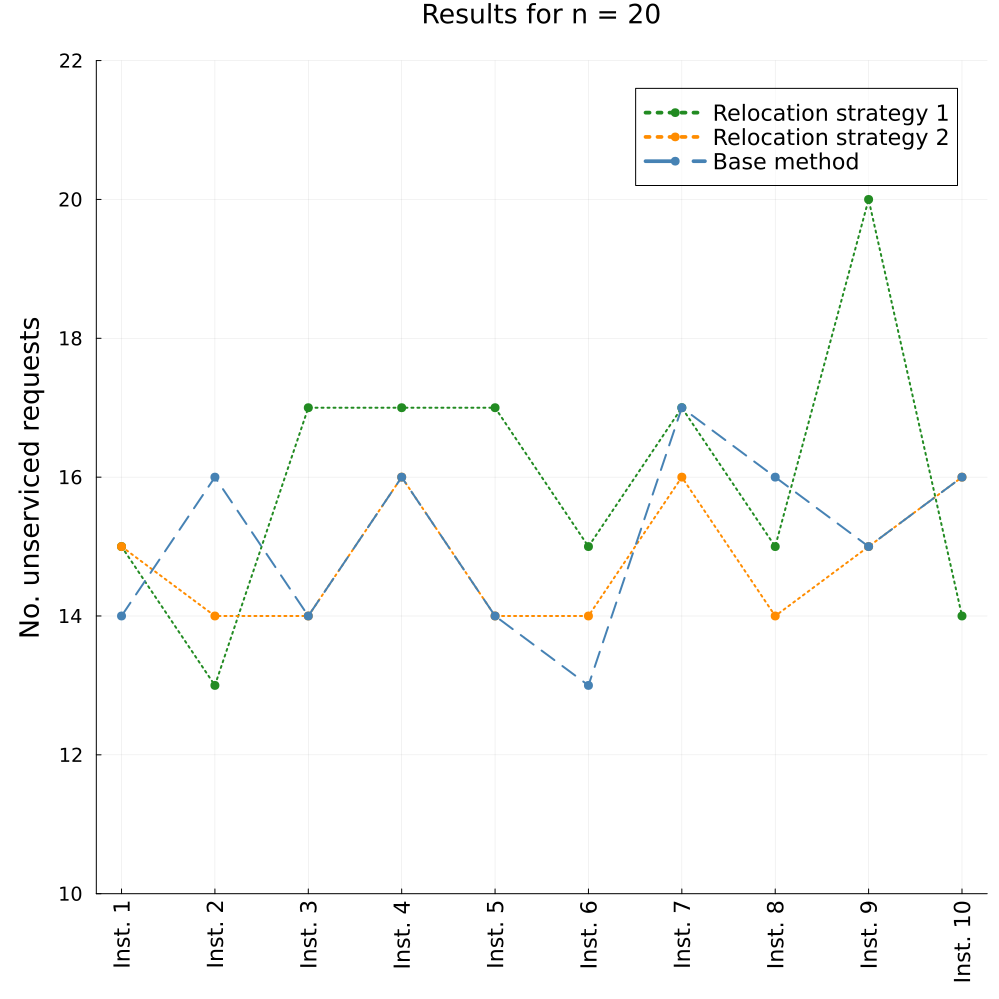 Results for n = 20
22
Relocation strategy 1
Relocation strategy 2
Base method
20
18
16
14
12
10
No. unserviced requests
Inst. 1
Inst. 2
Inst. 3
Inst. 4
Inst. 5
Inst. 6
Inst. 7
Inst. 8
Inst. 9
Inst. 10